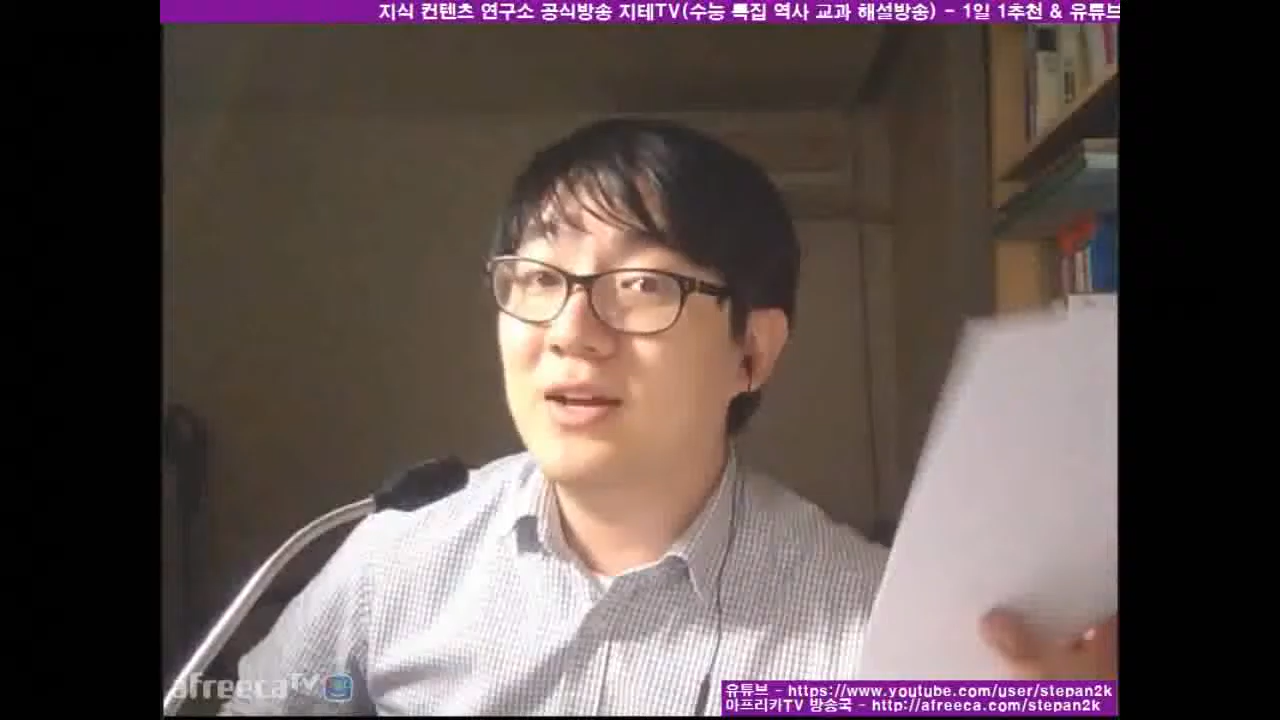 지식 컨텐츠 연구소 공식방송 지테TV(수능 특집 역사 교과 해설방송) - 1일 1추천 & 유튜브
afreecaTV
유튜브 - https://www.youtube.com/user/stepan2k
아프리카TV 방송국 - http://afreeca.com/stepan2k